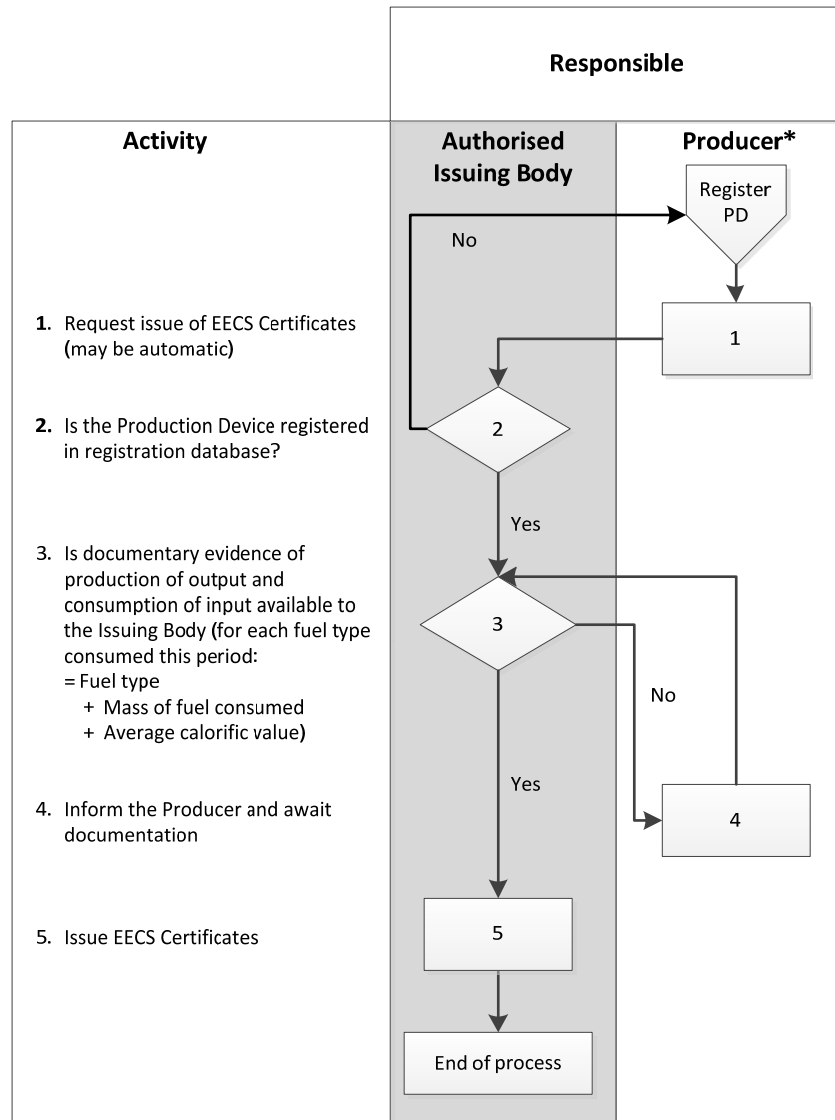 Responsible
Activity
Authorised
Issuing Body
Producer*
Register
PD
No
1. Request issue of EECS Certificates
(may be automatic)
1
2. Is the Production Device registered
in registration database?
2
Yes
3. Is documentary evidence of
production of output and
consumption of input available to
the Issuing Body (for each fuel type
consumed this period:
= Fuel type
+ Mass of fuel consumed
+ Average calorific value)
3
No
Yes
4. Inform the Producer and await
documentation
4
5. Issue EECS Certificates
5
End of process